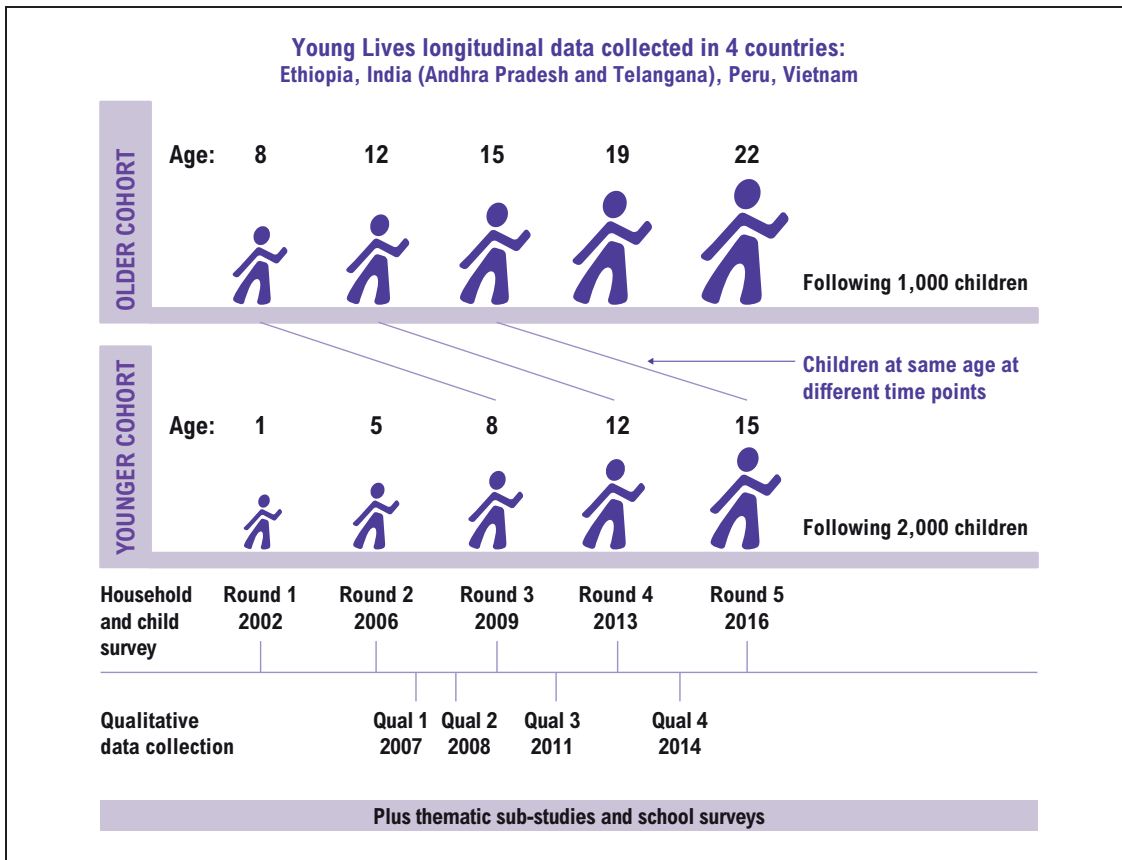 Young Lives longitudinal data collected in 4 countries:
Ethiopia, India (Andhra Pradesh and Telangana), Peru, Vietnam
OLDER COHORT
Age: 8 12 15 19 22
Following 1,000 children
Children at same age at
different time points
YOUNGER COHORT
Age: 1 5 8 12 15
Following 2,000 children
Household
and child
survey
Round 1
2002
Round 2
2006
Round 3
2009
Round 4
2013
Round 5
2016
Qualitative
data collection
Qual 1
2007
Qual 2
2008
Qual 3
2011
Qual 4
2014
Plus thematic sub-studies and school surveys